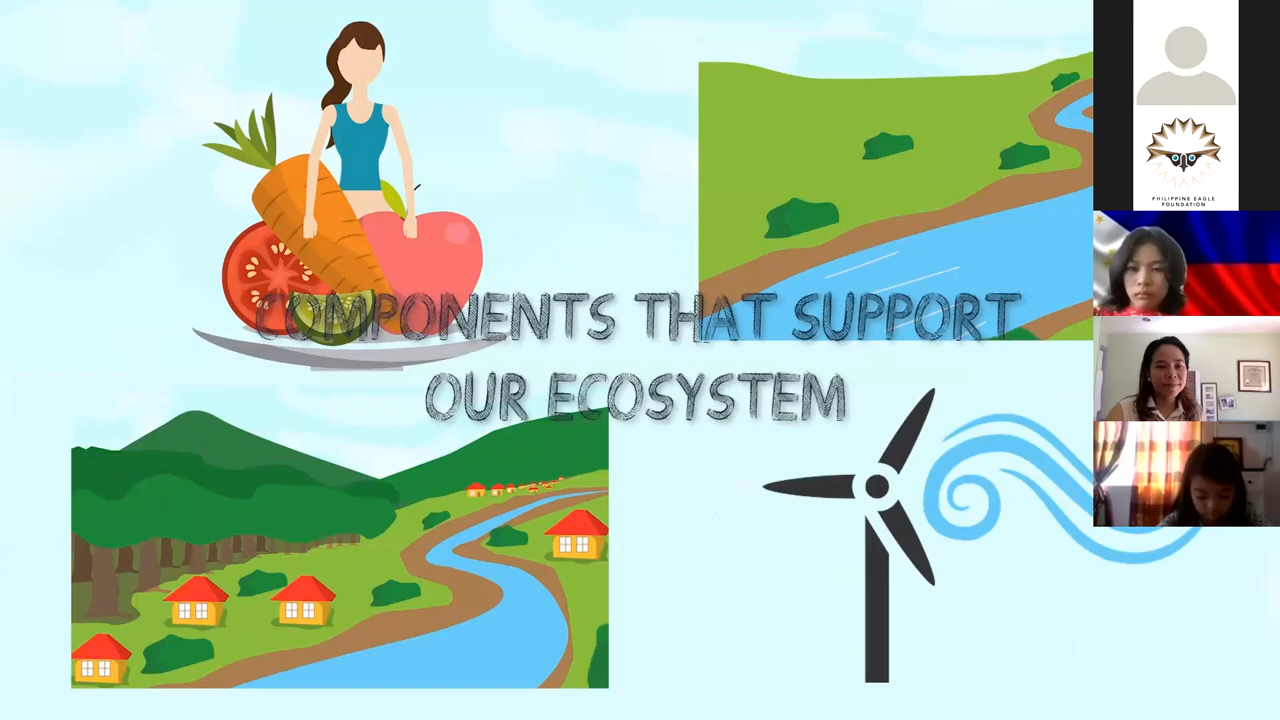 COMPONENTS THAT SUPPORT
OUR ECOSYSTEM
PHILIPPINE EAGLE
FOUNDATION